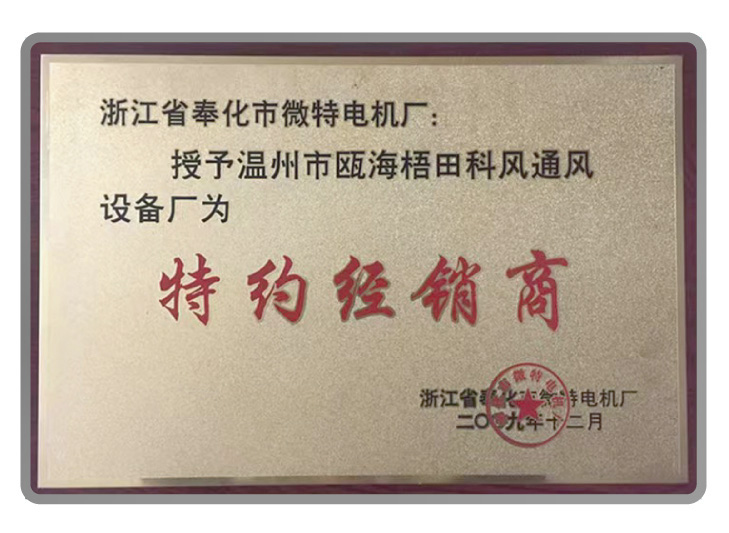 浙江省奉化市微特电机厂：
授予温州市瓯海梧田科风通风
设备厂为
特约经销商
浙江省奉化市微特电机厂
二〇〇九年十二月